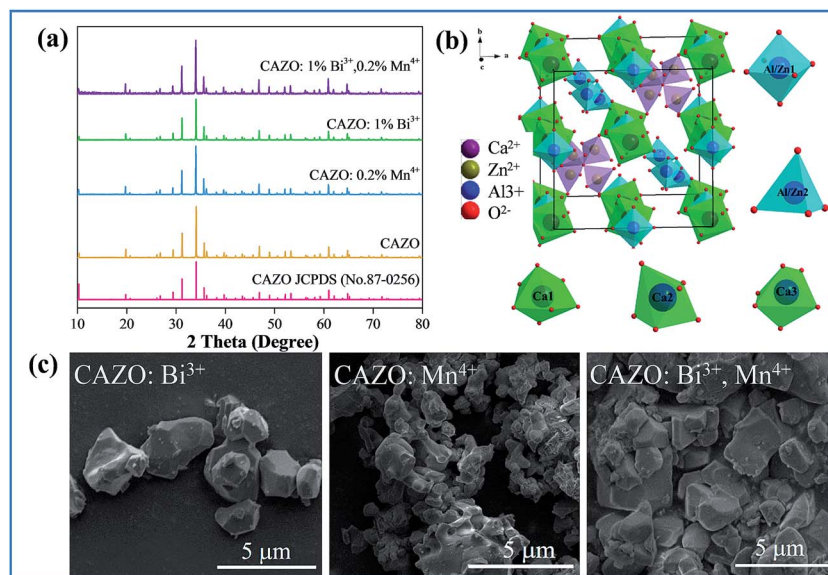 (a)
CAZO: 1% Bi³⁺,0.2% Mn⁴⁺
CAZO: 1% Bi³⁺
CAZO: 0.2% Mn⁴⁺
CAZO
CAZO JCPDS (No.87-0256)
10 20 30 40 50 60 70 80
2 Theta (Degree)
(b)
b
a
c
Ca²⁺
Zn²⁺
Al3+
O²⁻
Al/Zn1
Al/Zn2
Ca1
Ca2
Ca3
(c)
CAZO: Bi³⁺
5 μm
CAZO: Mn⁴⁺
5 μm
CAZO: Bi³⁺, Mn⁴⁺
5 μm